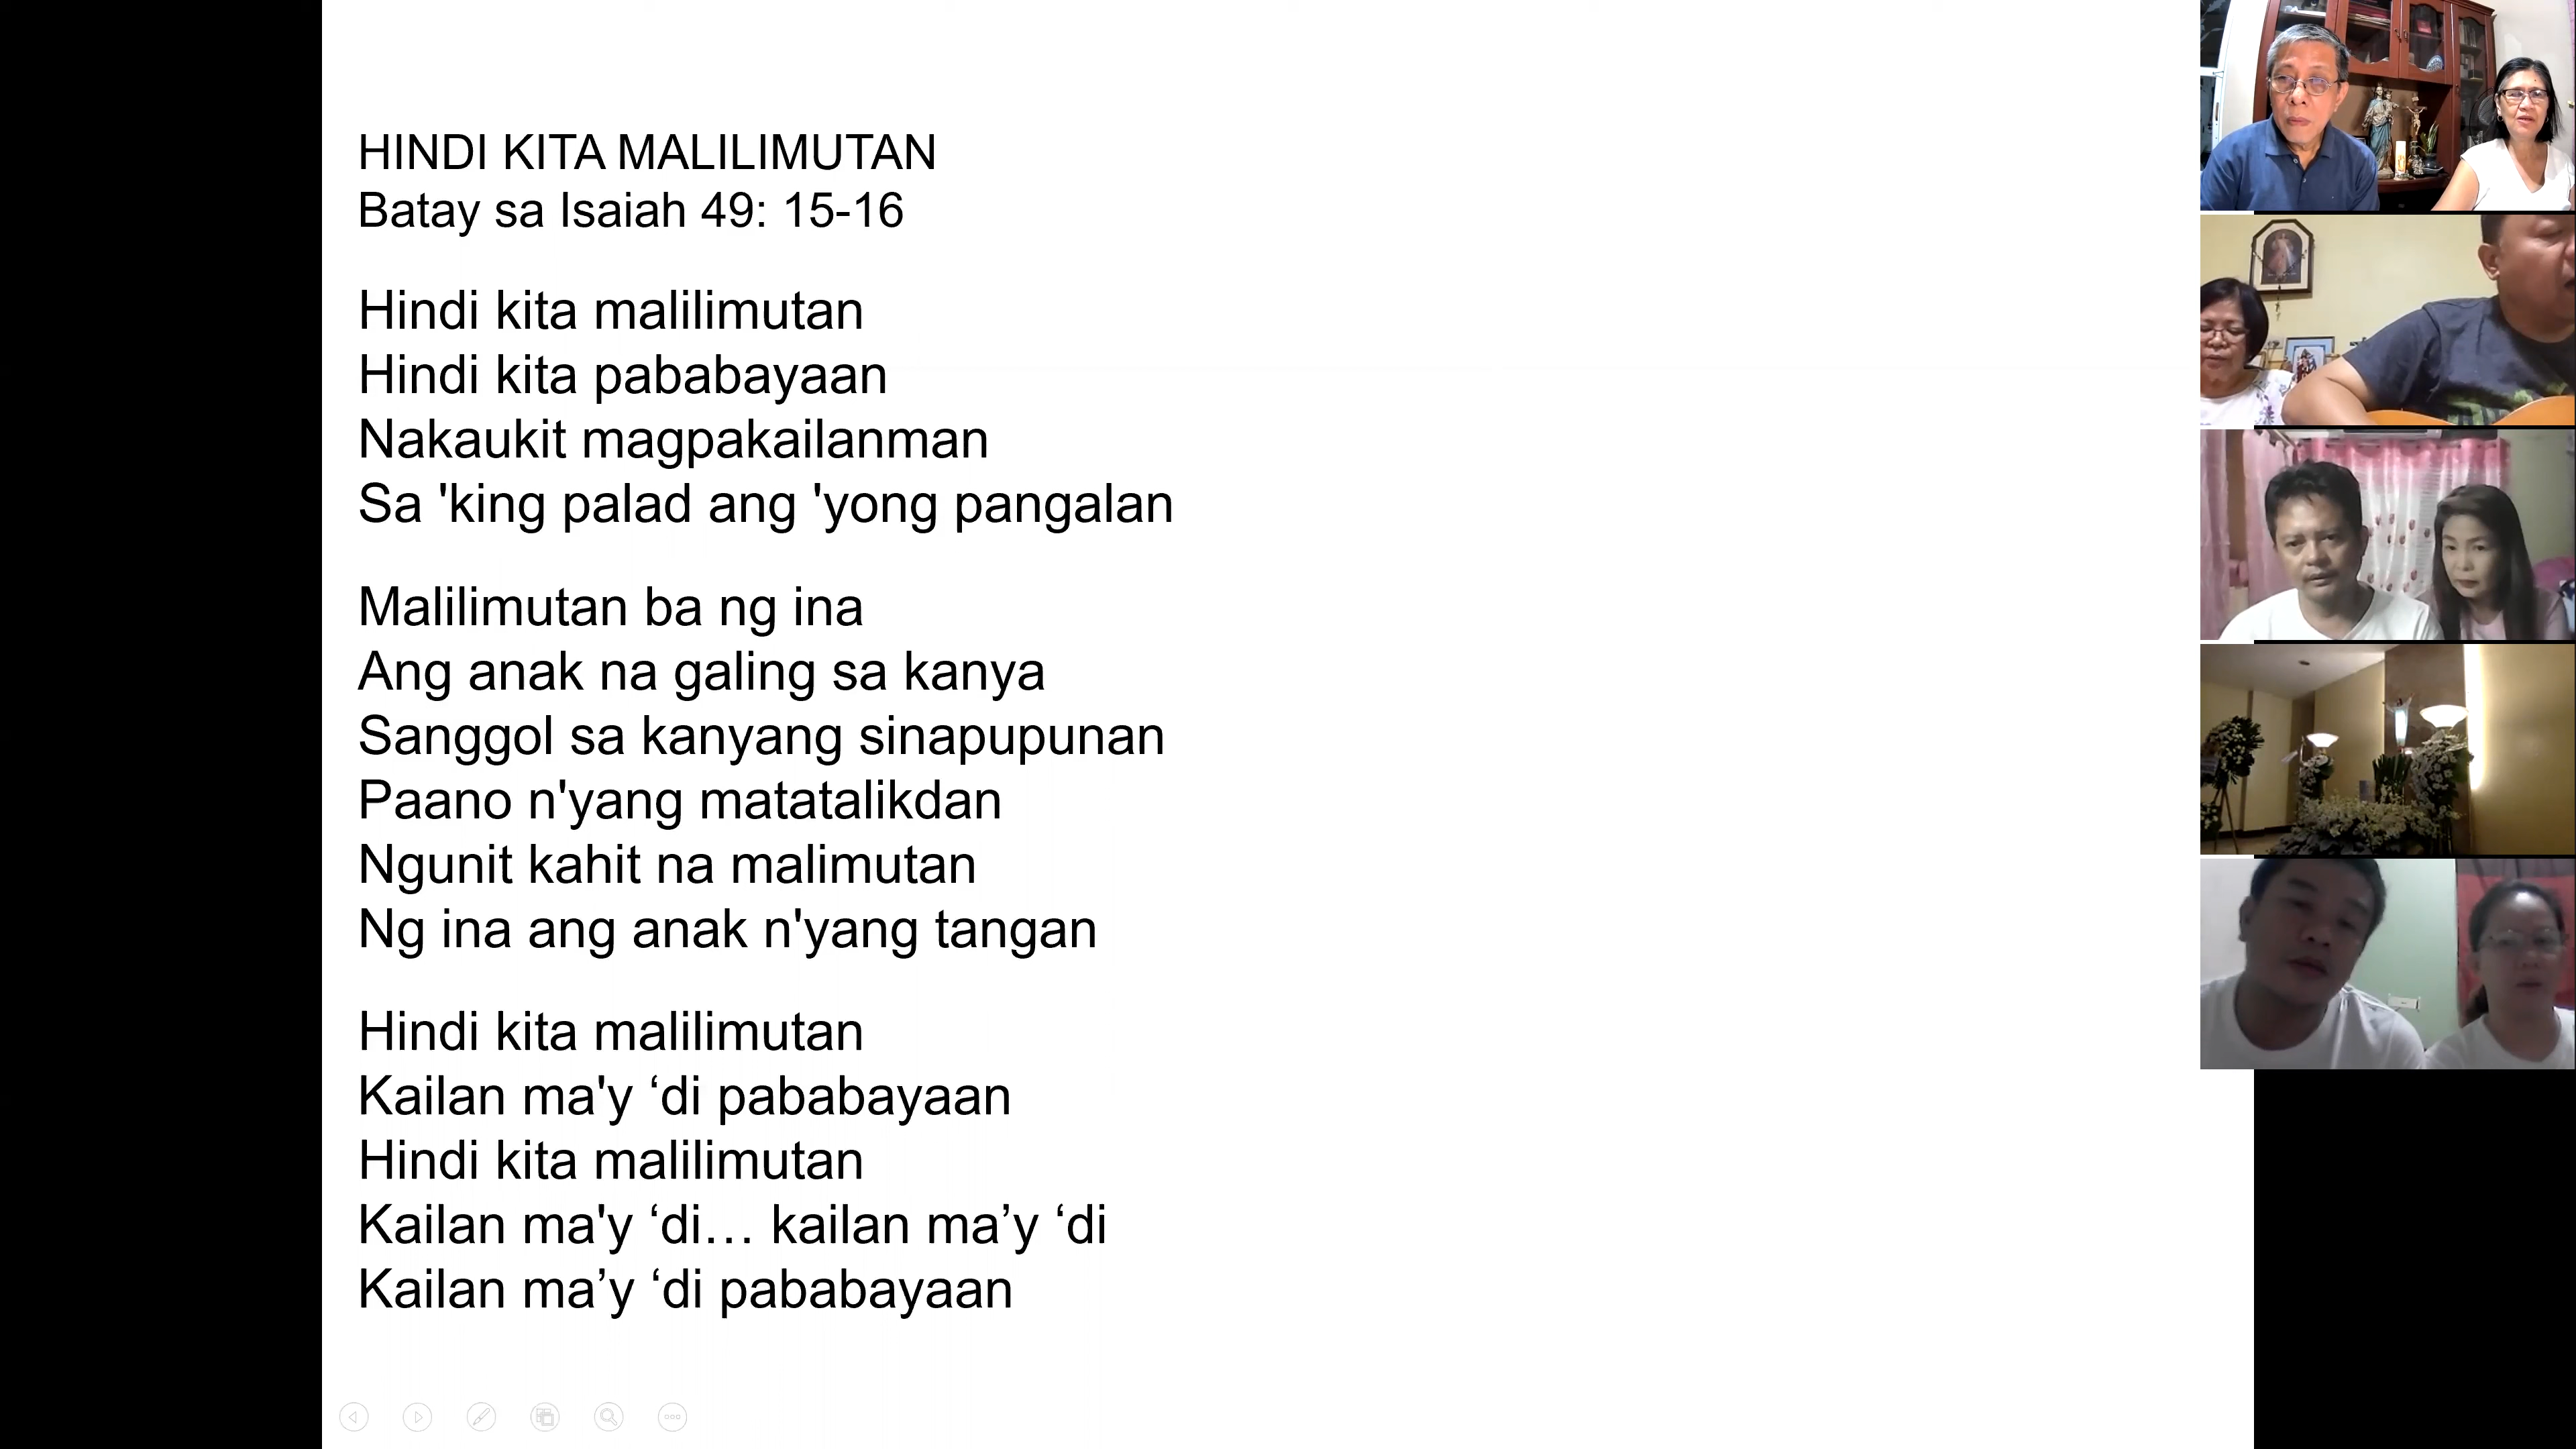 HINDI KITA MALILIMUTAN
Batay sa Isaiah 49: 15-16
Hindi kita malilimutan
Hindi kita pababayaan
Nakaukit magpakailanman
Sa 'king palad ang 'yong pangalan
Malilimutan ba ng ina
Ang anak na galing sa kanya
Sanggol sa kanyang sinapupunan
Paano n'yang matatalikdan
Ngunit kahit na malimutan
Ng ina ang anak n'yang tangan
Hindi kita malilimutan
Kailan ma'y ‘di pababayaan
Hindi kita malilimutan
Kailan ma'y ‘di… kailan ma’y ‘di
Kailan ma’y ‘di pababayaan